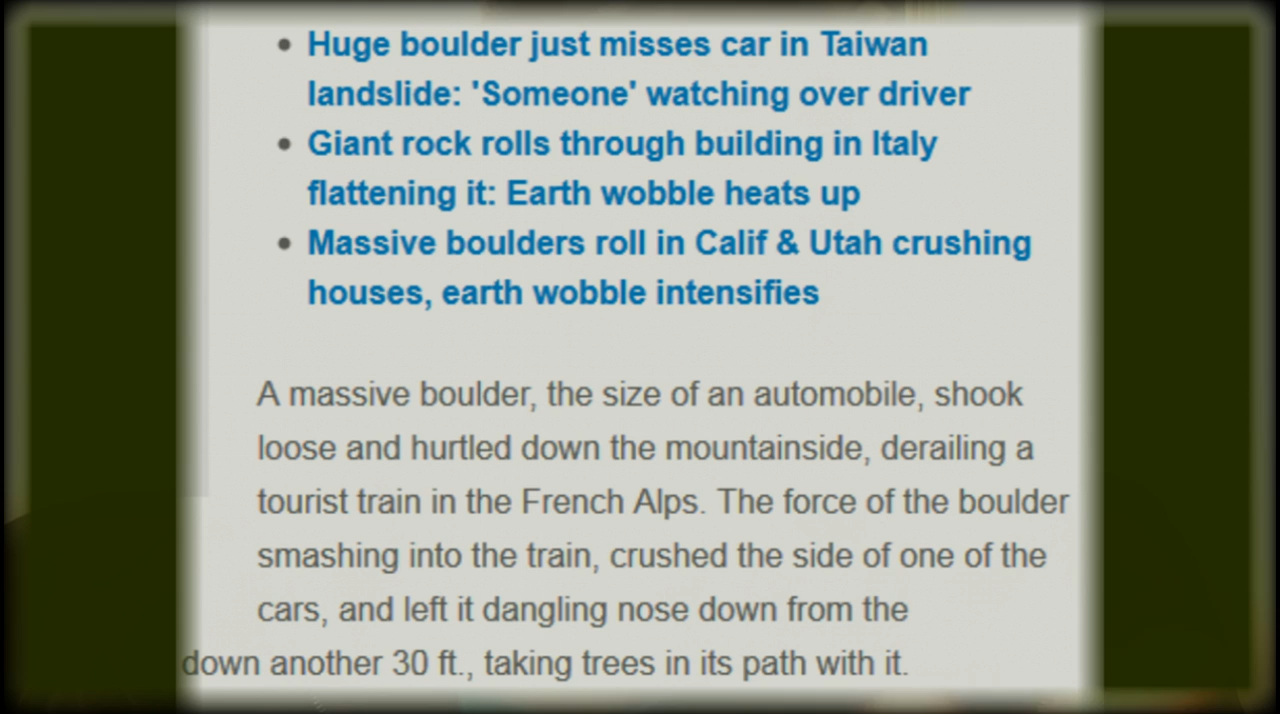 Huge boulder just misses car in Taiwan
landslide: 'Someone' watching over driver
Giant rock rolls through building in Italy
flattening it: Earth wobble heats up
Massive boulders roll in Calif & Utah crushing
houses, earth wobble intensifies
A massive boulder, the size of an automobile, shook
loose and hurtled down the mountainside, derailing a
tourist train in the French Alps. The force of the boulder
smashing into the train, crushed the side of one of the
cars, and left it dangling nose down from the
down another 30 ft., taking trees in its path with it.